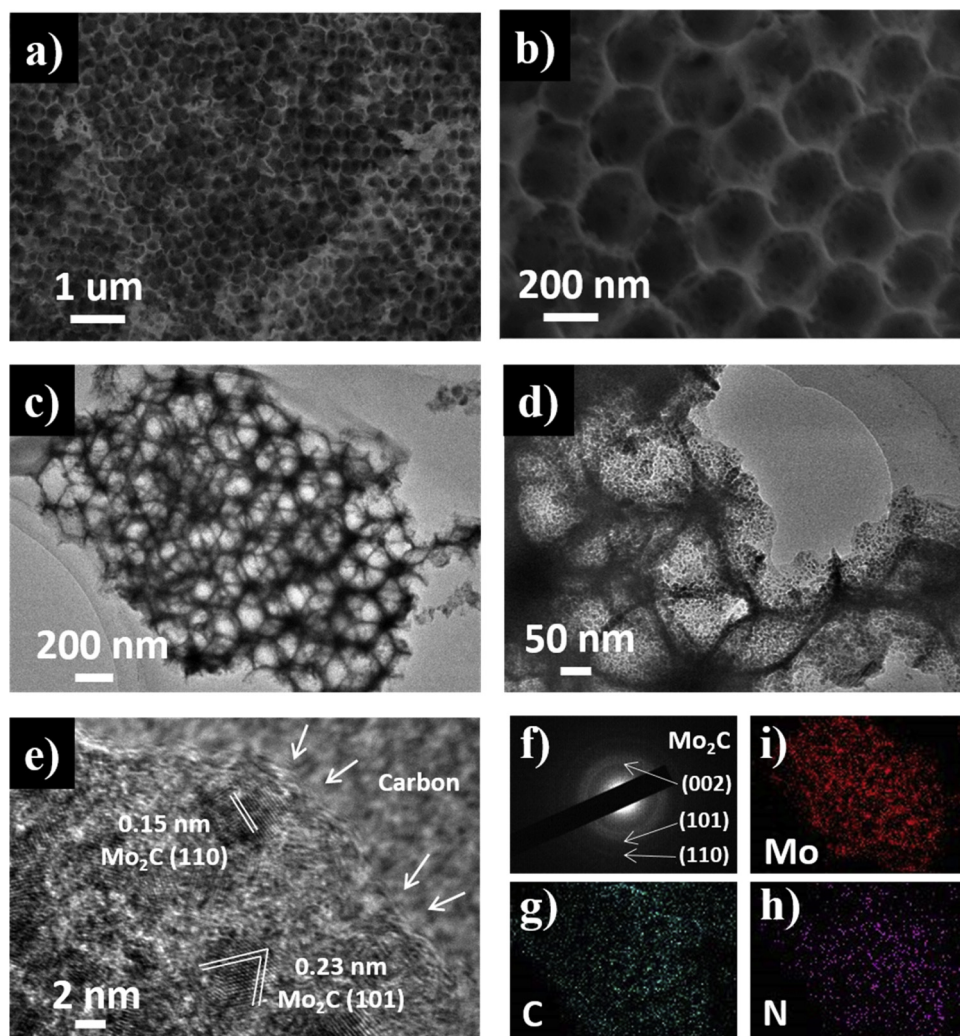 a)
1 um
b)
200 nm
c)
200 nm
d)
50 nm
e)
Carbon
0.15 nm
Mo₂C (110)
0.23 nm
Mo₂C (101)
2 nm
f)
Mo₂C
(002)
(101)
(110)
i)
Mo
g)
C
h)
N